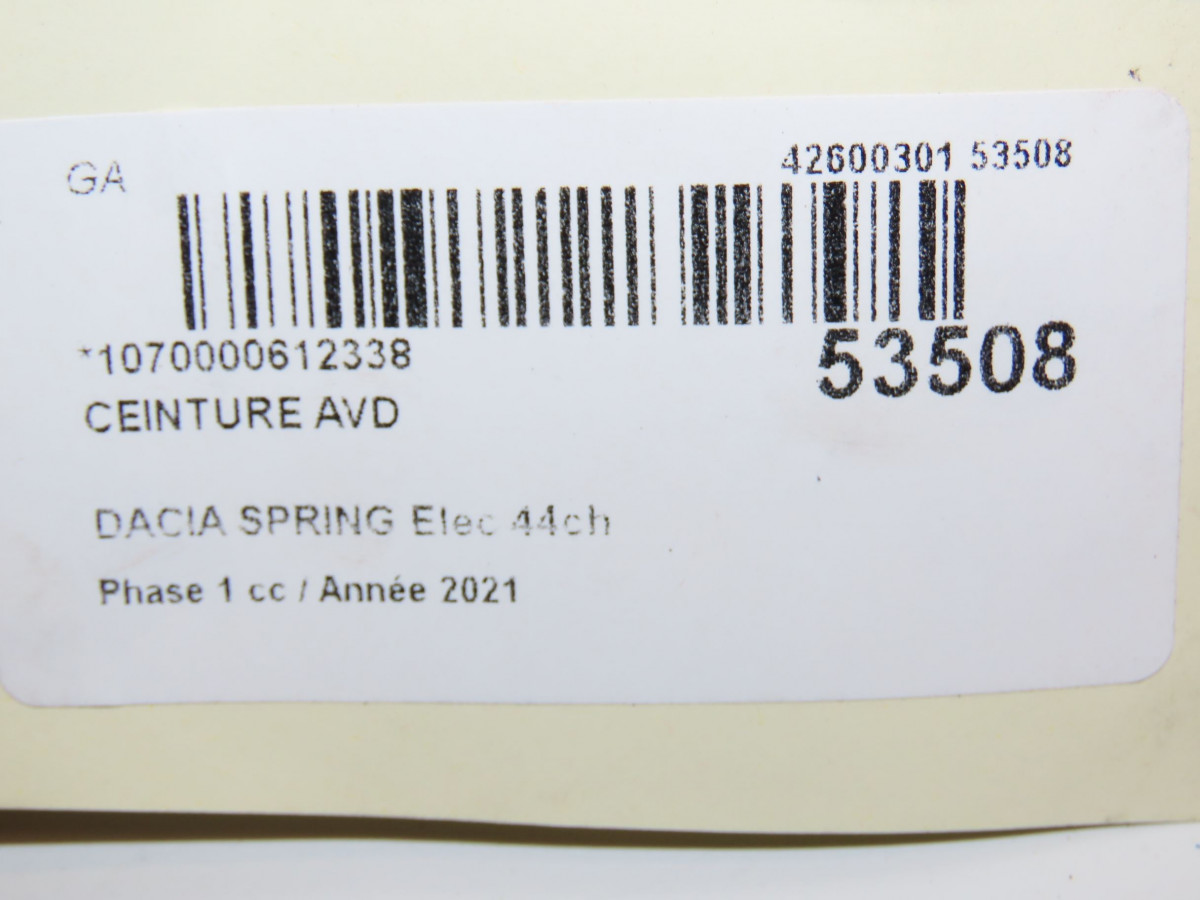 GA
42600301 53508
*1070000612338
53508
CEINTURE AVD
DACIA SPRING Elec 44ch
Phase 1 cc / Année 2021